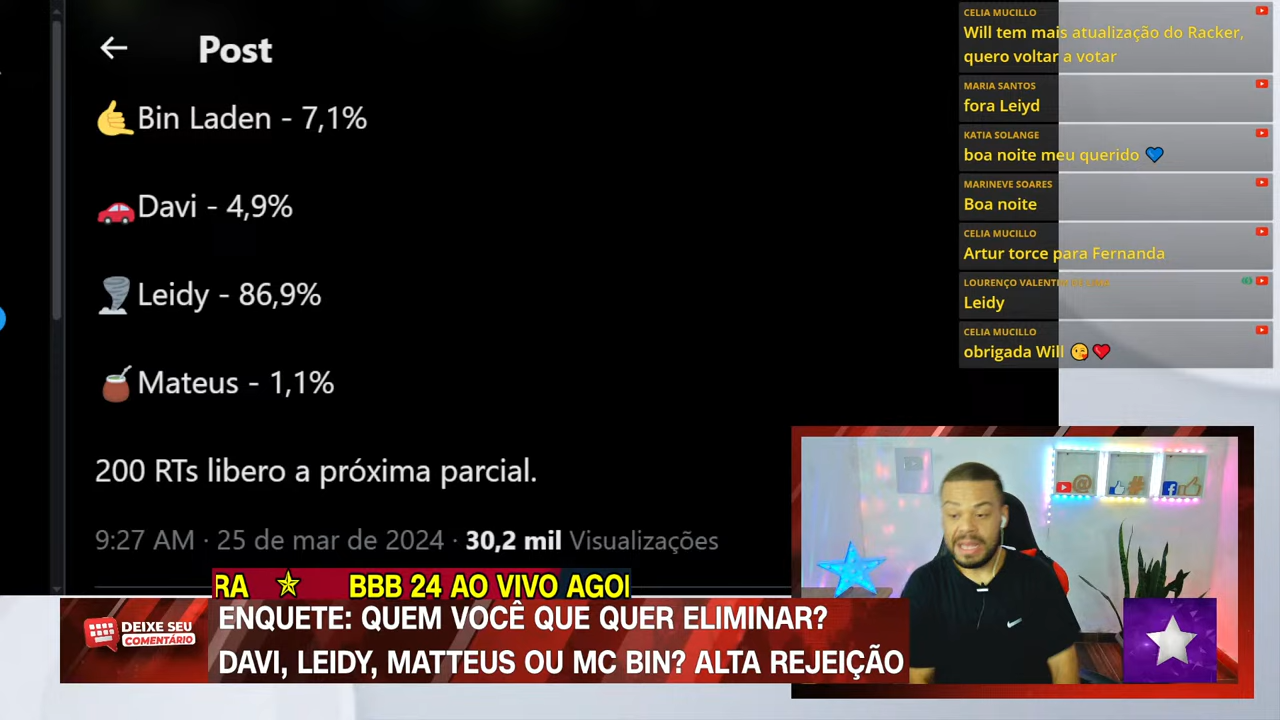 Post
Bin Laden - 7,1%
Davi - 4,9%
Leidy - 86,9%
Mateus - 1,1%
200 RTs libero a próxima parcial.
9:27 AM · 25 de mar de 2024 · 30,2 mil Visualizações
CELIA MUCILLO
Will tem mais atualização do Racker,
quero voltar a votar
MARIA SANTOS
fora Leiyd
KATIA SOLANGE
boa noite meu querido 💙
MARINEVE SOARES
Boa noite
CELIA MUCILLO
Artur torce para Fernanda
LOURENÇO
Leidy
CELIA MUCILLO
obrigada Will 😘❤️
RA BBB 24 AO VIVO AGO
DEIXE SEU
COMENTÁRIO
ENQUETE: QUEM VOCÊ QUE QUER ELIMINAR?
DAVI, LEIDY, MATTEUS OU MC BIN? ALTA REJEIÇÃO